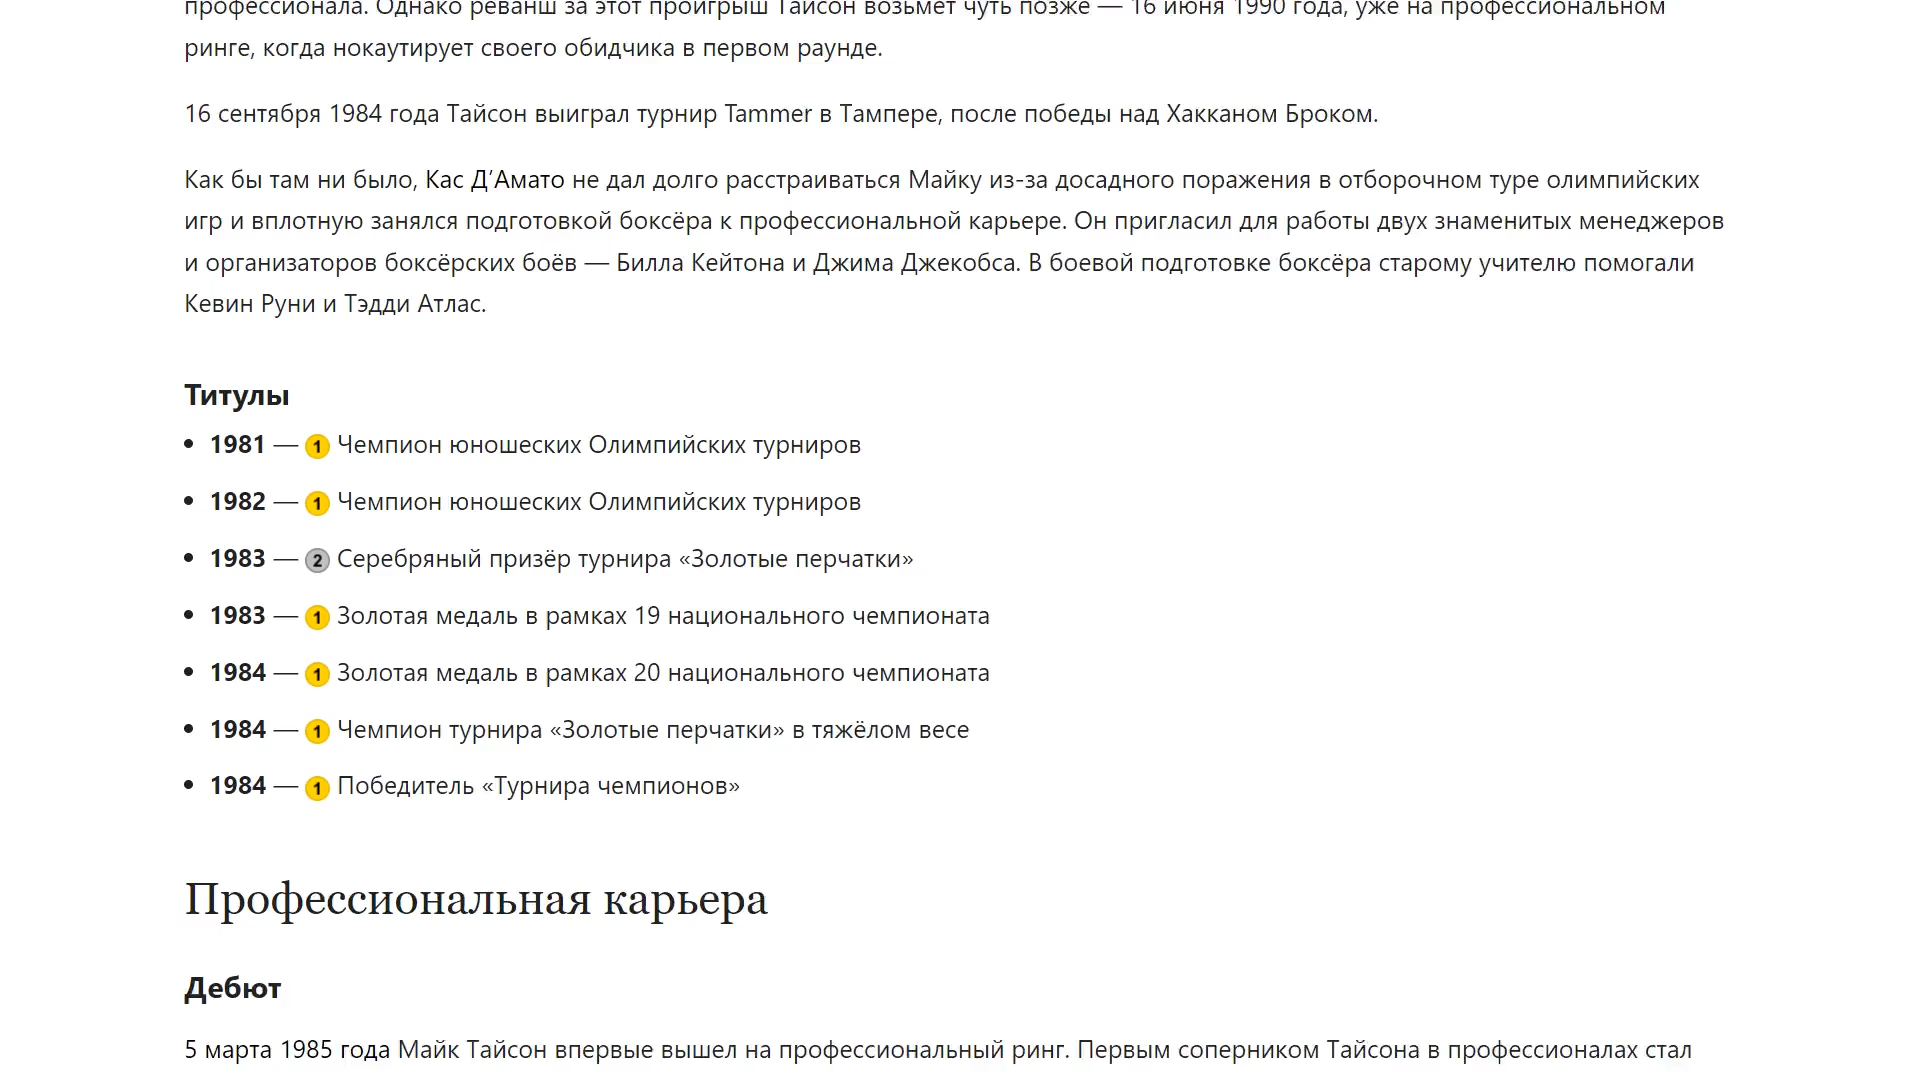 профессионала. Однако реванш за этот проигрыш Тайсон возьмёт чуть позже — 16 июня 1990 года, уже на профессиональном
ринге, когда нокаутирует своего обидчика в первом раунде.
16 сентября 1984 года Тайсон выиграл турнир Tammer в Тампере, после победы над Хакканом Броком.
Как бы там ни было, Кас Д’Амато не дал долго расстраиваться Майку из-за досадного поражения в отборочном туре олимпийских
игр и вплотную занялся подготовкой боксёра к профессиональной карьере. Он пригласил для работы двух знаменитых менеджеров
и организаторов боксёрских боёв — Билла Кейтона и Джима Джекобса. В боевой подготовке боксёра старому учителю помогали
Кевин Руни и Тэдди Атлас.
Титулы
• 1981 — 1 Чемпион юношеских Олимпийских турниров
• 1982 — 1 Чемпион юношеских Олимпийских турниров
• 1983 — 2 Серебряный призёр турнира «Золотые перчатки»
• 1983 — 1 Золотая медаль в рамках 19 национального чемпионата
• 1984 — 1 Золотая медаль в рамках 20 национального чемпионата
• 1984 — 1 Чемпион турнира «Золотые перчатки» в тяжёлом весе
• 1984 — 1 Победитель «Турнира чемпионов»
Профессиональная карьера
Дебют
5 марта 1985 года Майк Тайсон впервые вышел на профессиональный ринг. Первым соперником Тайсона в профессионалах стал